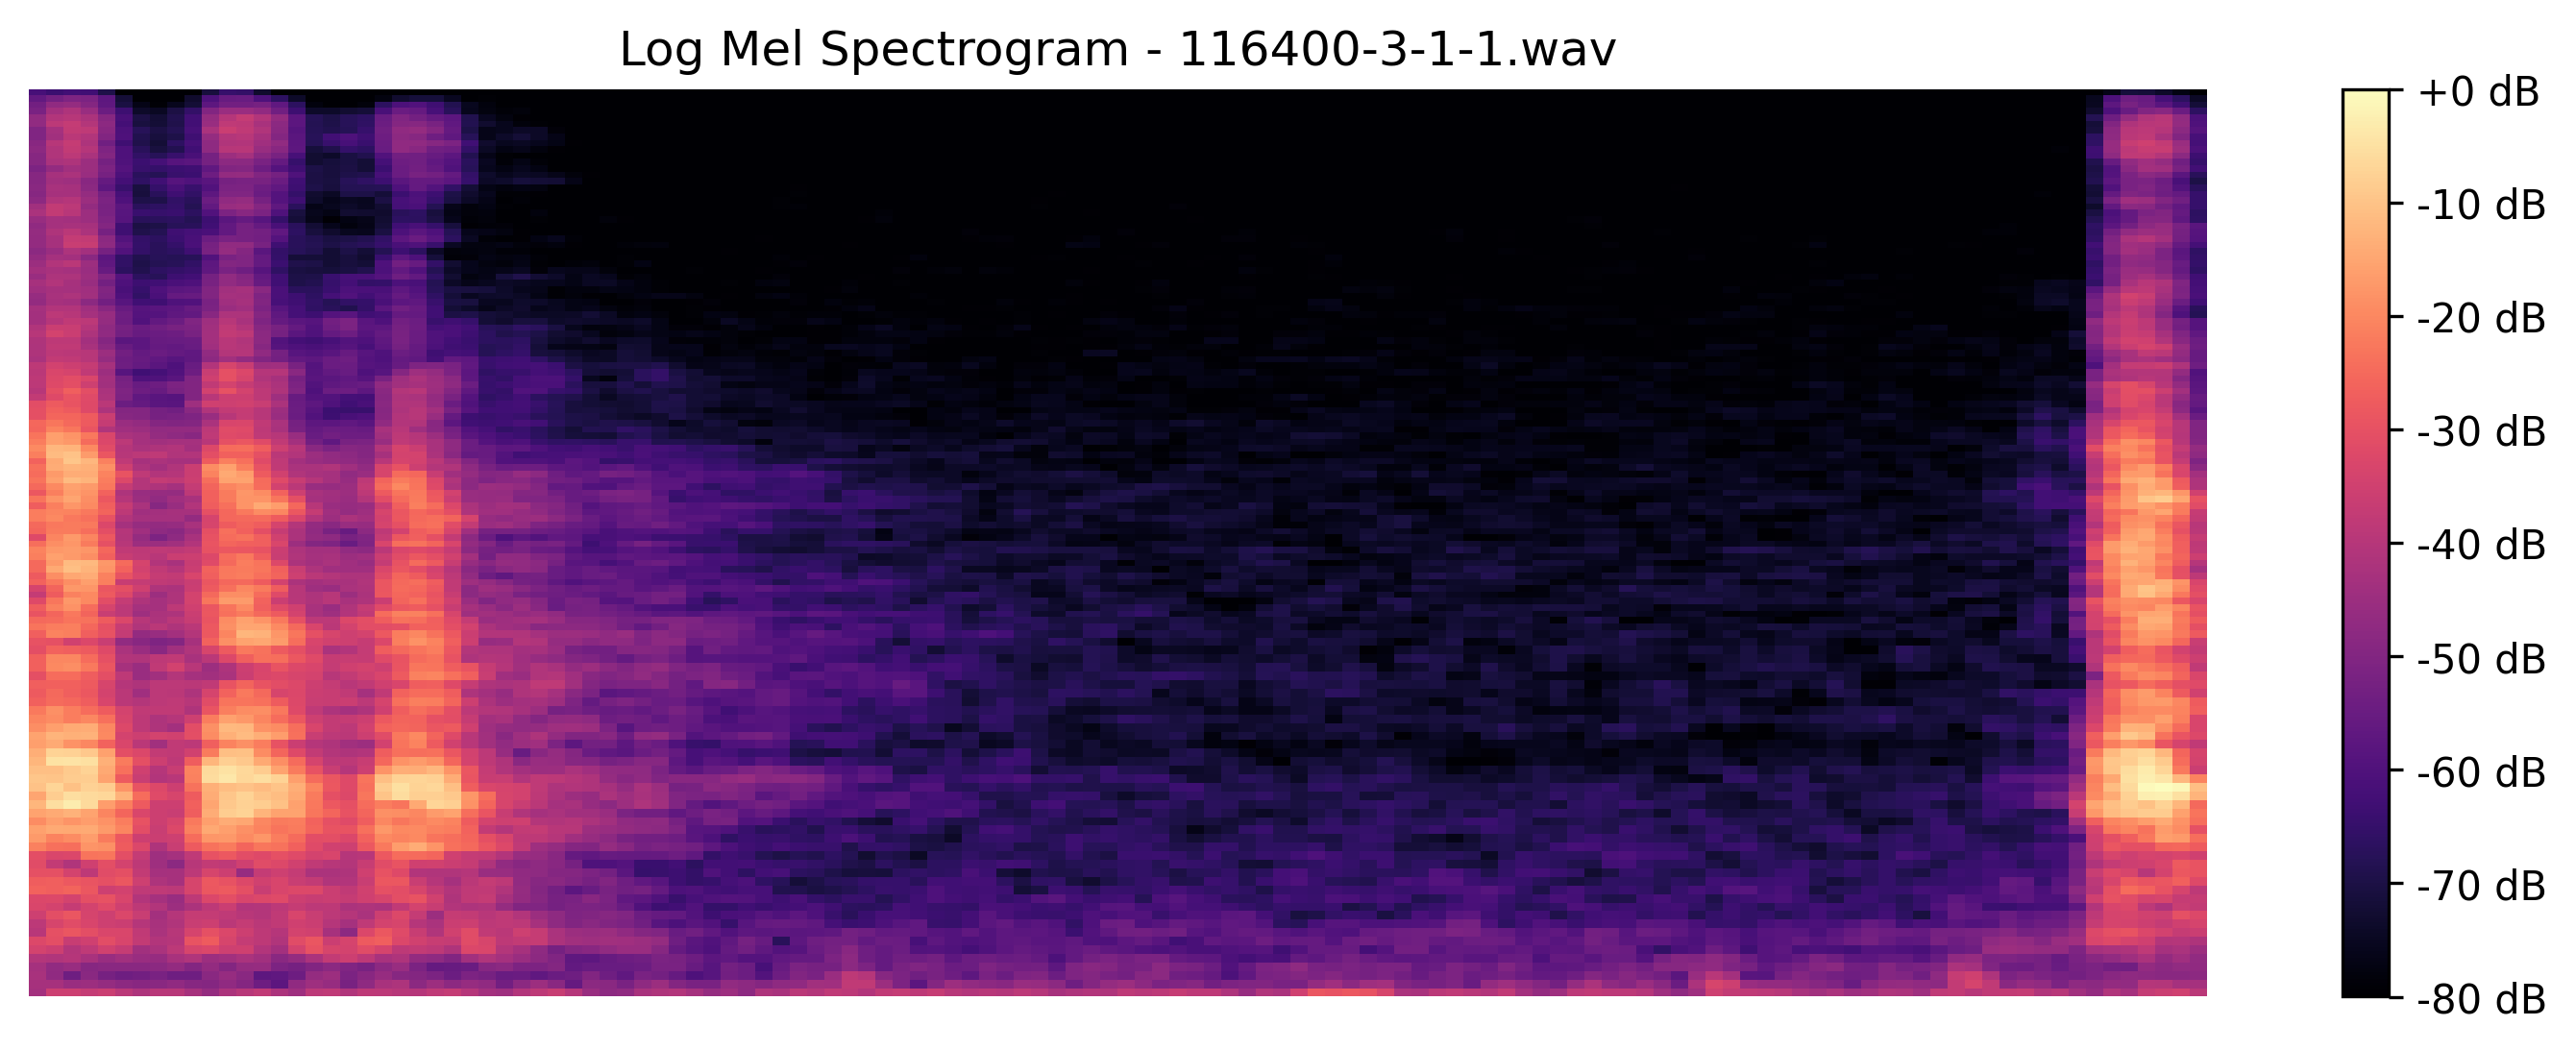 Log Mel Spectrogram - 116400-3-1-1.wav
+0 dB
-10 dB
-20 dB
-30 dB
-40 dB
-50 dB
-60 dB
-70 dB
-80 dB